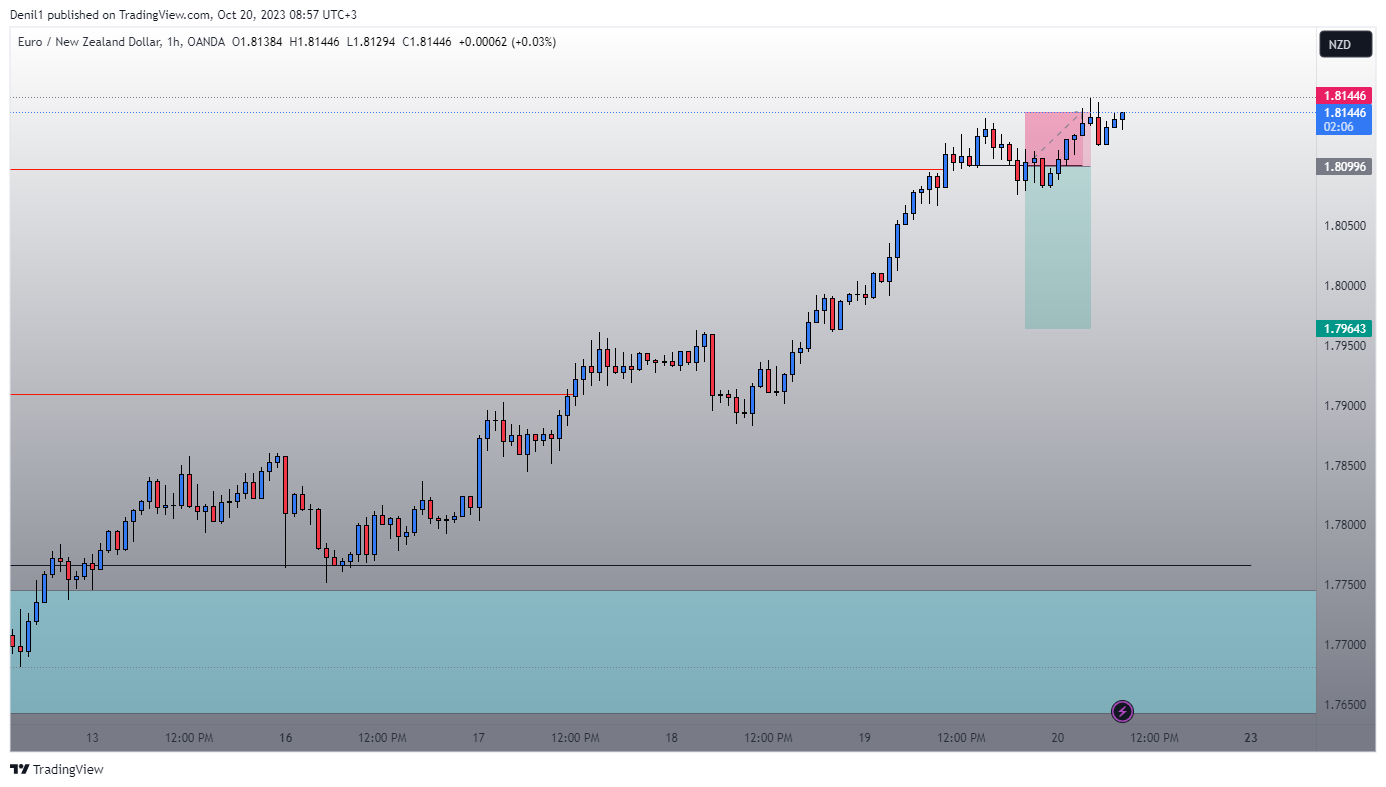 Denil1 published on TradingView.com, Oct 20, 2023 08:57 UTC+3
Euro / New Zealand Dollar, 1h, OANDA O1.81384 H1.81446 L1.81294 C1.81446 +0.00062 (+0.03%)
NZD
1.81446
1.81446
02:06
1.80996
1.80500
1.80000
1.79643
1.79500
1.79000
1.78500
1.78000
1.77500
1.77000
1.76500
13 12:00 PM 16 12:00 PM 17 12:00 PM 18 12:00 PM 19 12:00 PM 20 12:00 PM 23
TradingView